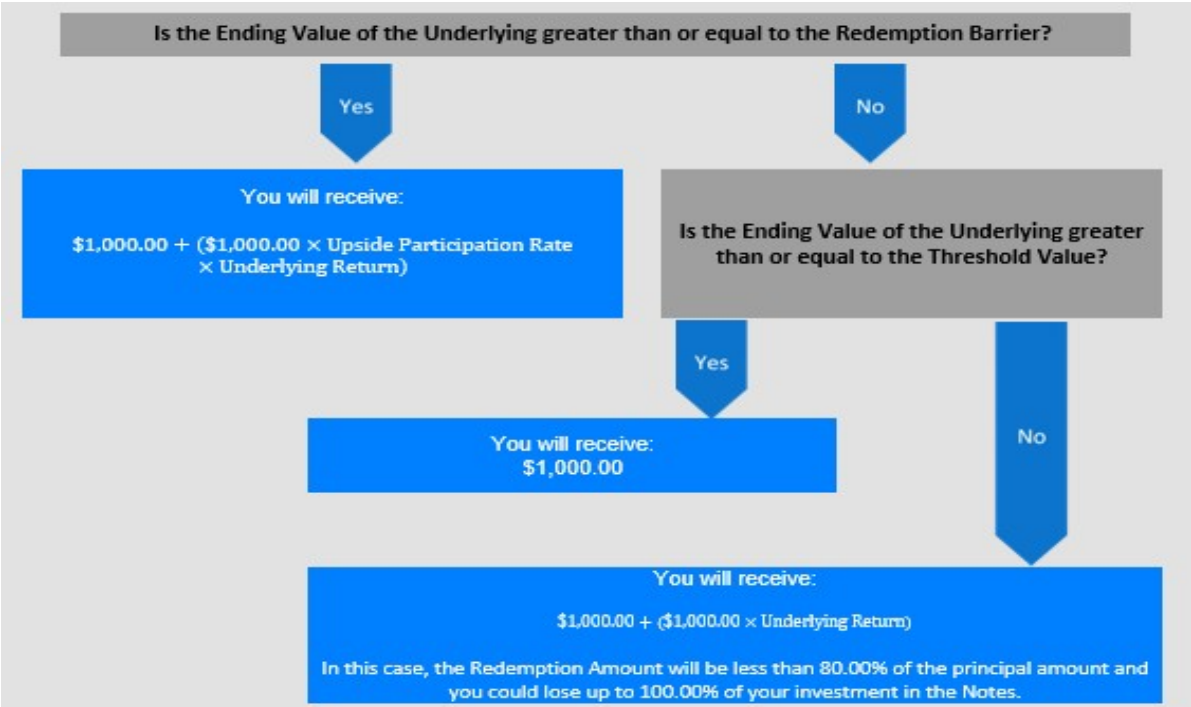 Is the Ending Value of the Underlying greater than or equal to the Redemption Barrier?
Yes
No
You will receive:
$1,000.00 + ($1,000.00 × Upside Participation Rate
× Underlying Return)
Is the Ending Value of the Underlying greater
than or equal to the Threshold Value?
Yes
No
You will receive:
$1,000.00
You will receive:
$1,000.00 + ($1,000.00 × Underlying Return)
In this case, the Redemption Amount will be less than 80.00% of the principal amount and
you could lose up to 100.00% of your investment in the Notes.